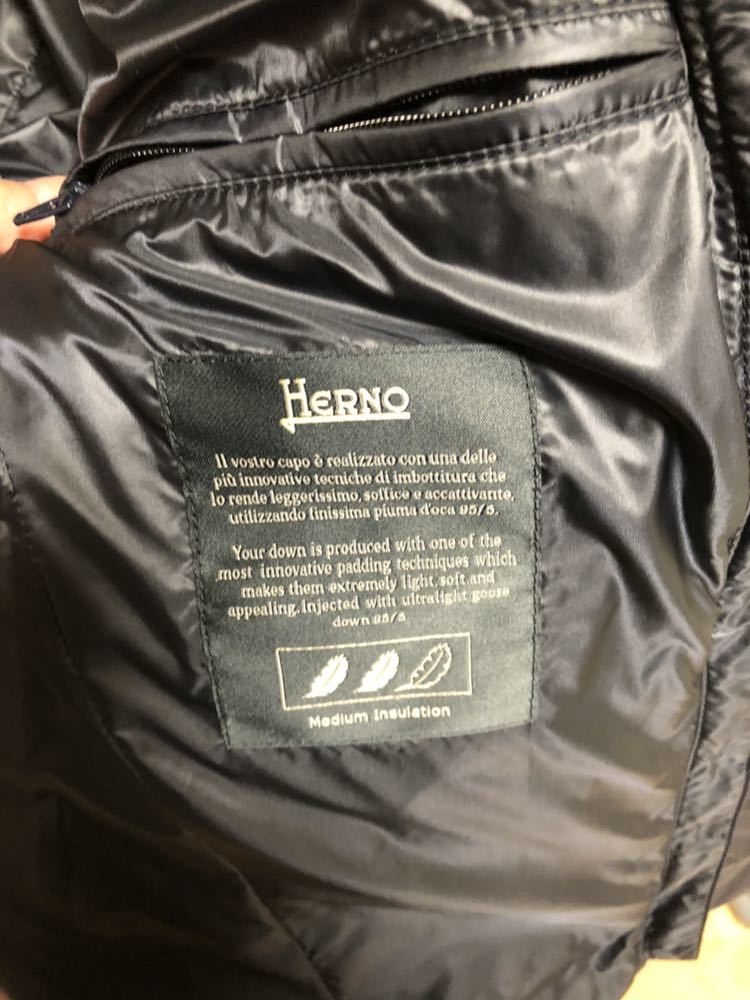 HERNO
Il vostro capo è realizzato con una delle
più innovative tecniche di imbottitura che
lo rende leggerissimo, soffice e accattivante,
utilizzando finissima piuma d'oca 95/5.
Your down is produced with one of the
most innovative padding techniques which
makes them extremely light, soft and
appealing. Injected with ultralight goose
down 95/5
Medium Insulation